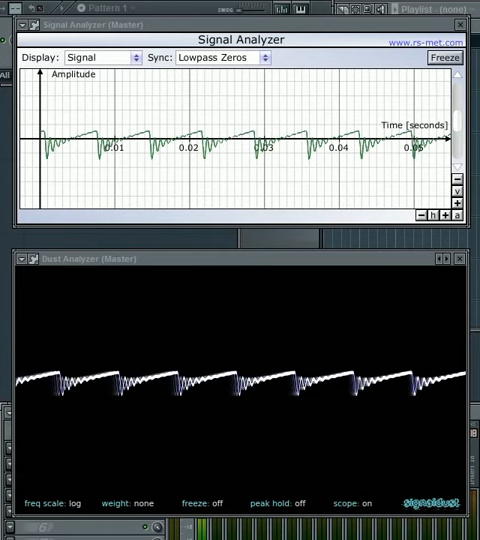 Pattern 1
Playlist - (none)
Signal Analyzer (Master)
Signal Analyzer
www.rs-met.com
Display: Signal Sync: Lowpass Zeros Freeze
Amplitude
Time [seconds]
0.01 0.02 0.03 0.04 0.05
All
v
h a
Dust Analyzer (Master)
freq scale: log weight: none freeze: off peak hold: off scope: on signaldust
6